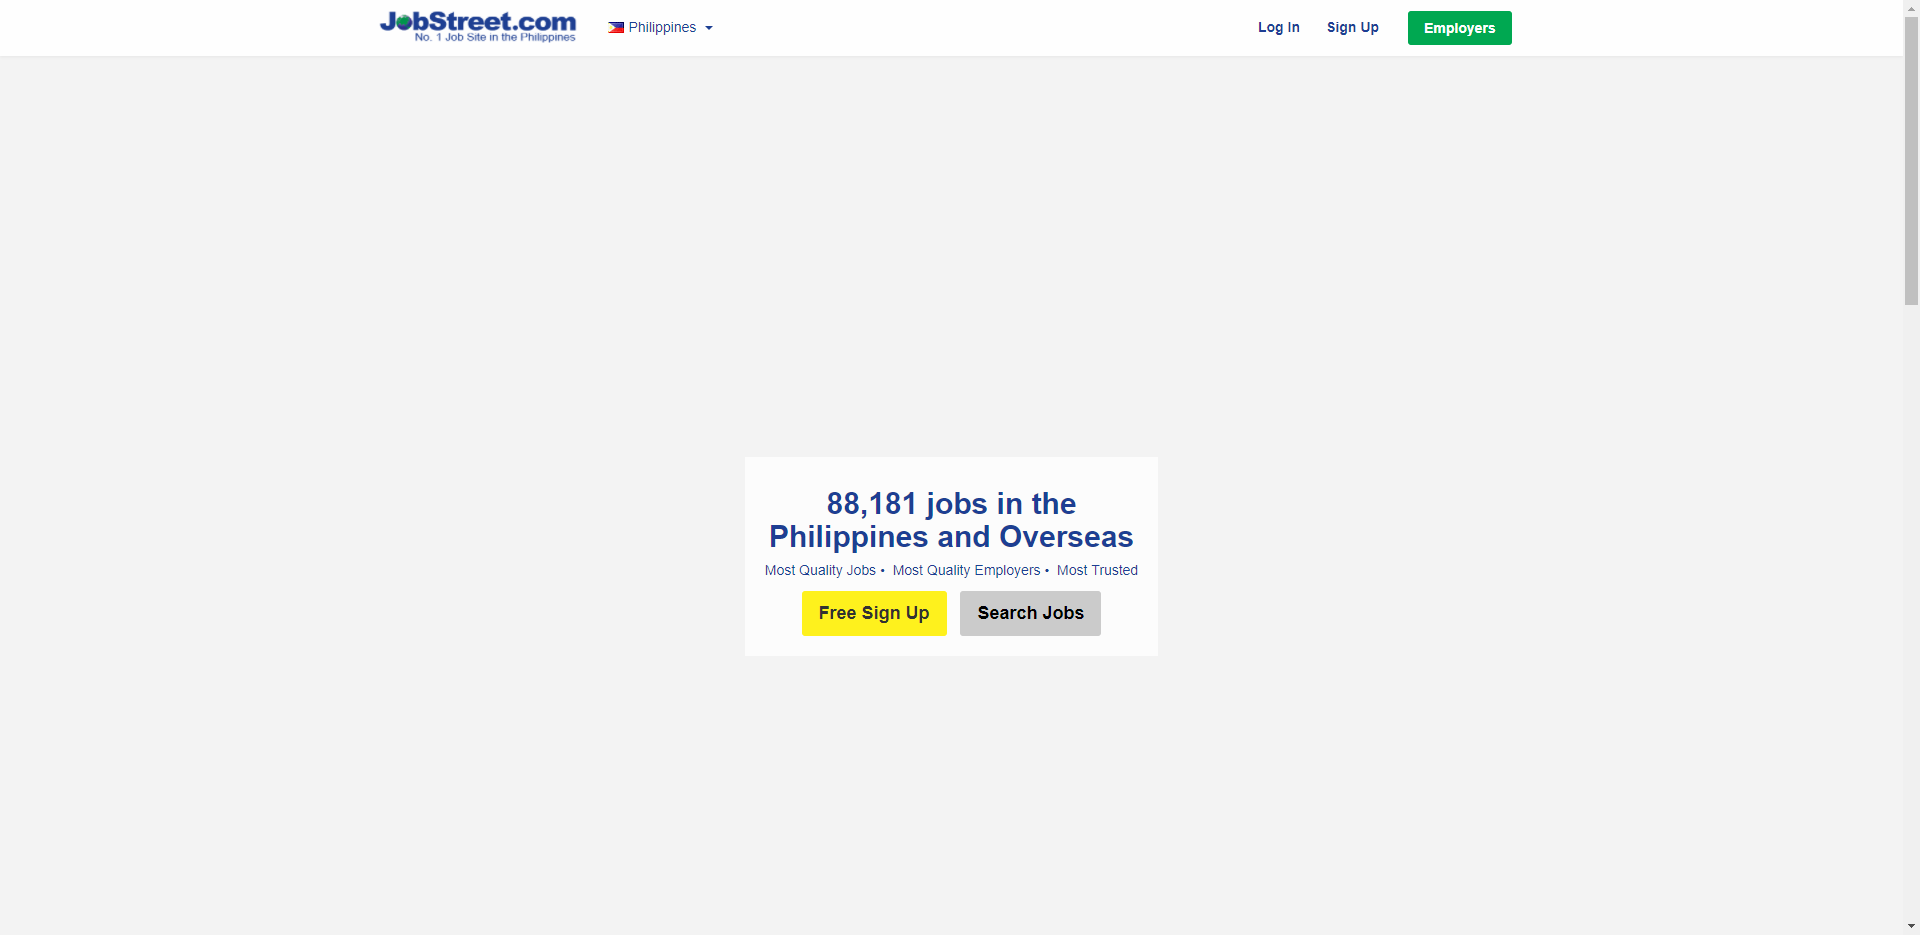 JobStreet.com
No. 1 Job Site in the Philippines
Philippines
Log In
Sign Up
Employers
88,181 jobs in the
Philippines and Overseas
Most Quality Jobs • Most Quality Employers • Most Trusted
Free Sign Up
Search Jobs